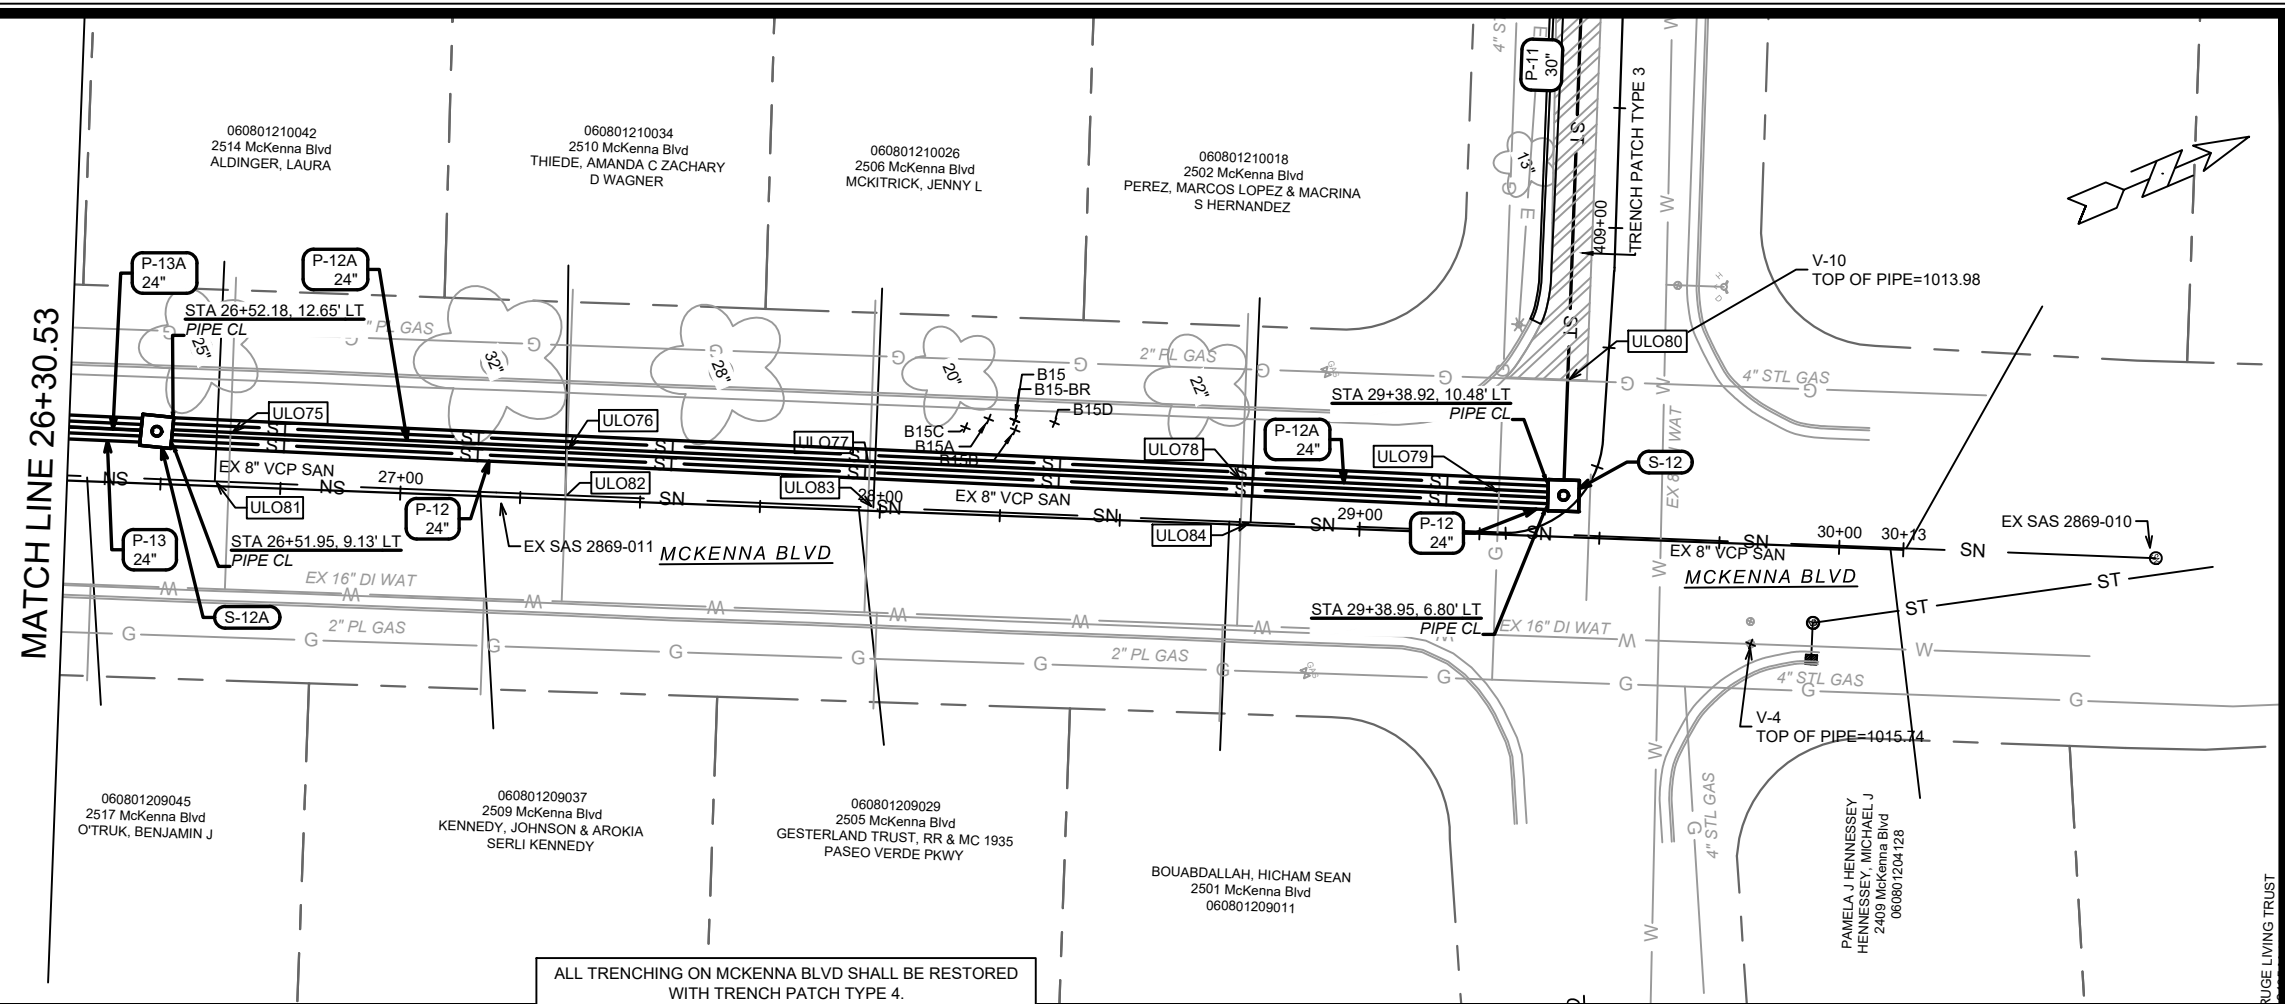 MATCH LINE 26+30.53
060801210042
2514 McKenna Blvd
ALDINGER, LAURA
060801210034
2510 McKenna Blvd
THIEDE, AMANDA C ZACHARY
D WAGNER
060801210026
2506 McKenna Blvd
MCKITRICK, JENNY L
060801210018
2502 McKenna Blvd
PEREZ, MARCOS LOPEZ & MACRINA
S HERNANDEZ
P-11
30"
TRENCH PATCH TYPE 3
409+00
13"
V-10
TOP OF PIPE=1013.98
P-13A
24"
P-12A
24"
STA 26+52.18, 12.65' LT
PIPE CL
" PL GAS
25"
32"
28"
20"
22"
2" PL GAS
4" STL GAS
ULO80
B15
B15-BR
B15D
B15C
B15A
B15B
STA 29+38.92, 10.48' LT
PIPE CL
ULO75
ULO76
ULO77
ULO78
P-12A
24"
ULO79
S-12
EX 8" VCP SAN
27+00
ULO81
ULO82
ULO83
28+00
EX 8" VCP SAN
ULO84
29+00
P-12
24"
P-12
24"
P-13
24"
STA 26+51.95, 9.13' LT
PIPE CL
EX SAS 2869-011
MCKENNA BLVD
EX 8" VCP SAN
30+00
30+13
EX SAS 2869-010
MCKENNA BLVD
S-12A
EX 16" DI WAT
2" PL GAS
2" PL GAS
STA 29+38.95, 6.80' LT
PIPE CL
EX 16" DI WAT
4" STL GAS
V-4
TOP OF PIPE=1015.74
4" STL GAS
060801209045
2517 McKenna Blvd
O'TRUK, BENJAMIN J
060801209037
2509 McKenna Blvd
KENNEDY, JOHNSON & AROKIA
SERLI KENNEDY
060801209029
2505 McKenna Blvd
GESTERLAND TRUST, RR & MC 1935
PASEO VERDE PKWY
BOUABDALLAH, HICHAM SEAN
2501 McKenna Blvd
060801209011
PAMELA J HENNESSEY
HENNESSEY, MICHAEL J
2409 McKenna Blvd
060801204128
RUGE LIVING TRUST
ALL TRENCHING ON MCKENNA BLVD SHALL BE RESTORED
WITH TRENCH PATCH TYPE 4.